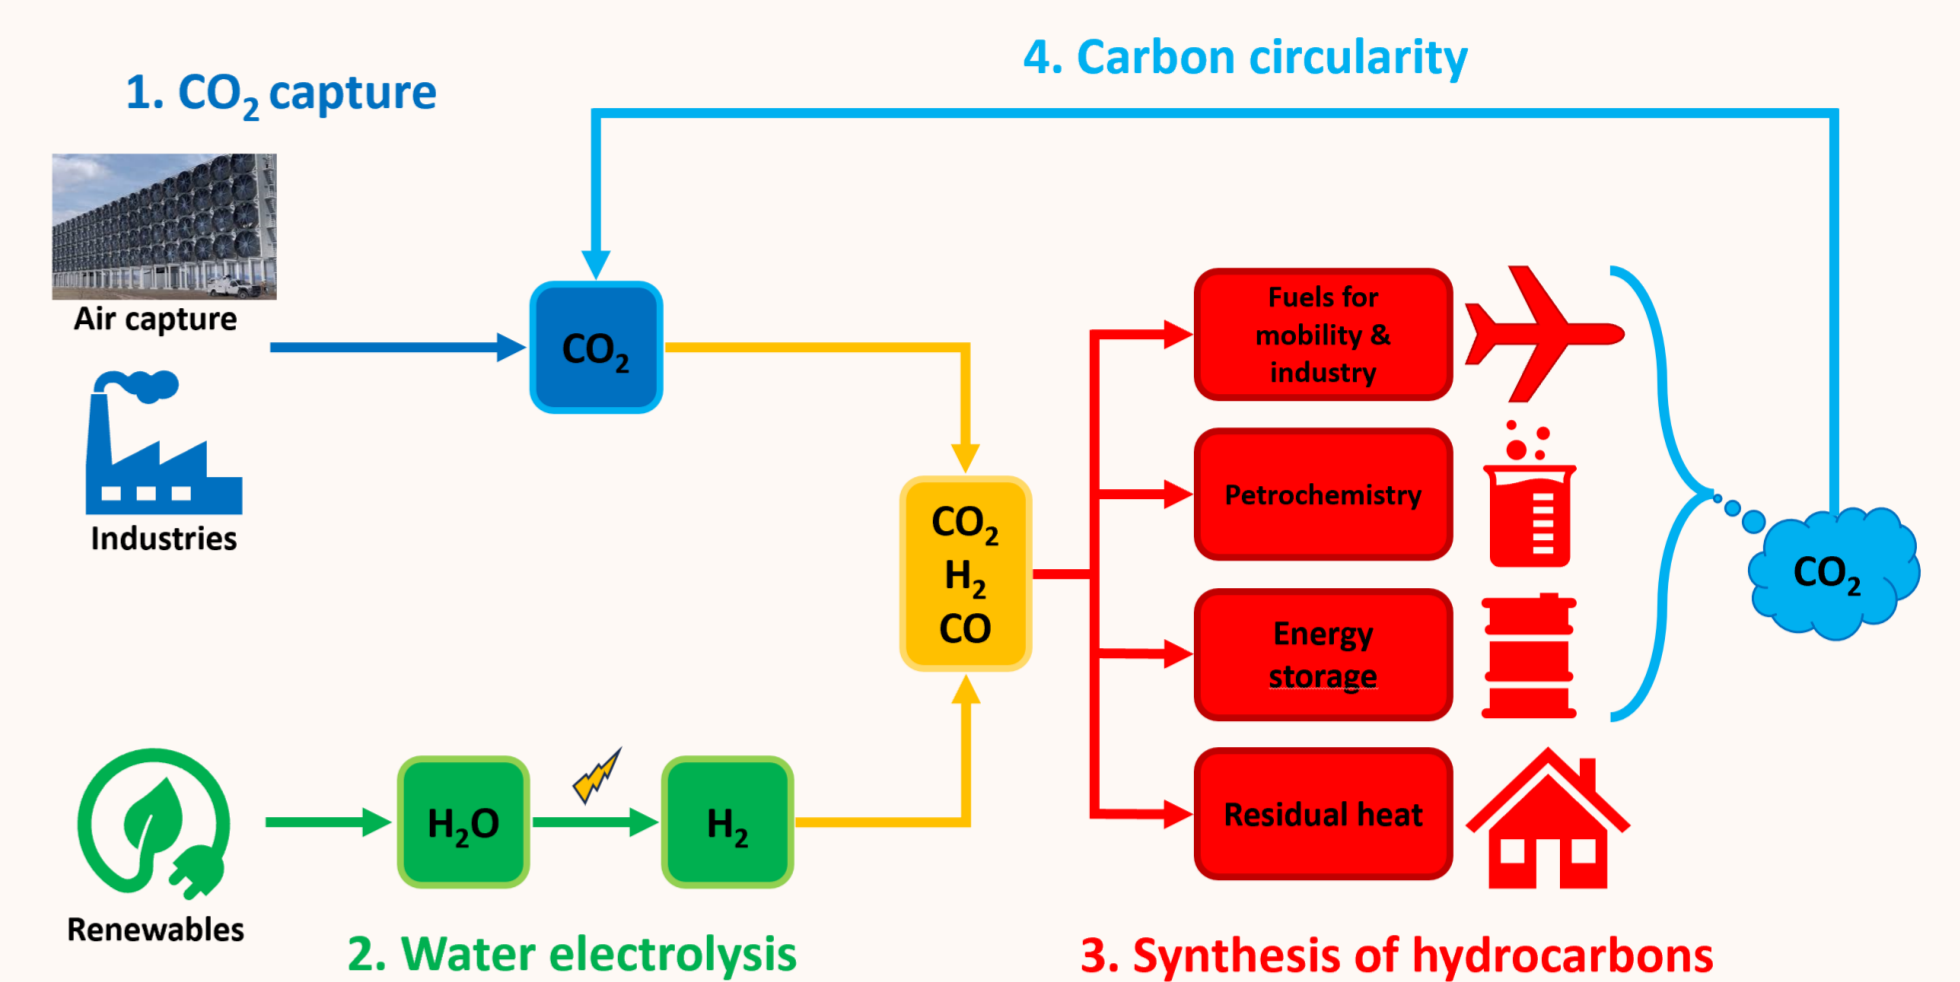 4. Carbon circularity
1. CO₂ capture
Air capture
Industries
CO₂
CO₂
H₂
CO
Fuels for
mobility &
industry
Petrochemistry
Energy
storage
Residual heat
CO₂
Renewables
H₂O
H₂
2. Water electrolysis
3. Synthesis of hydrocarbons